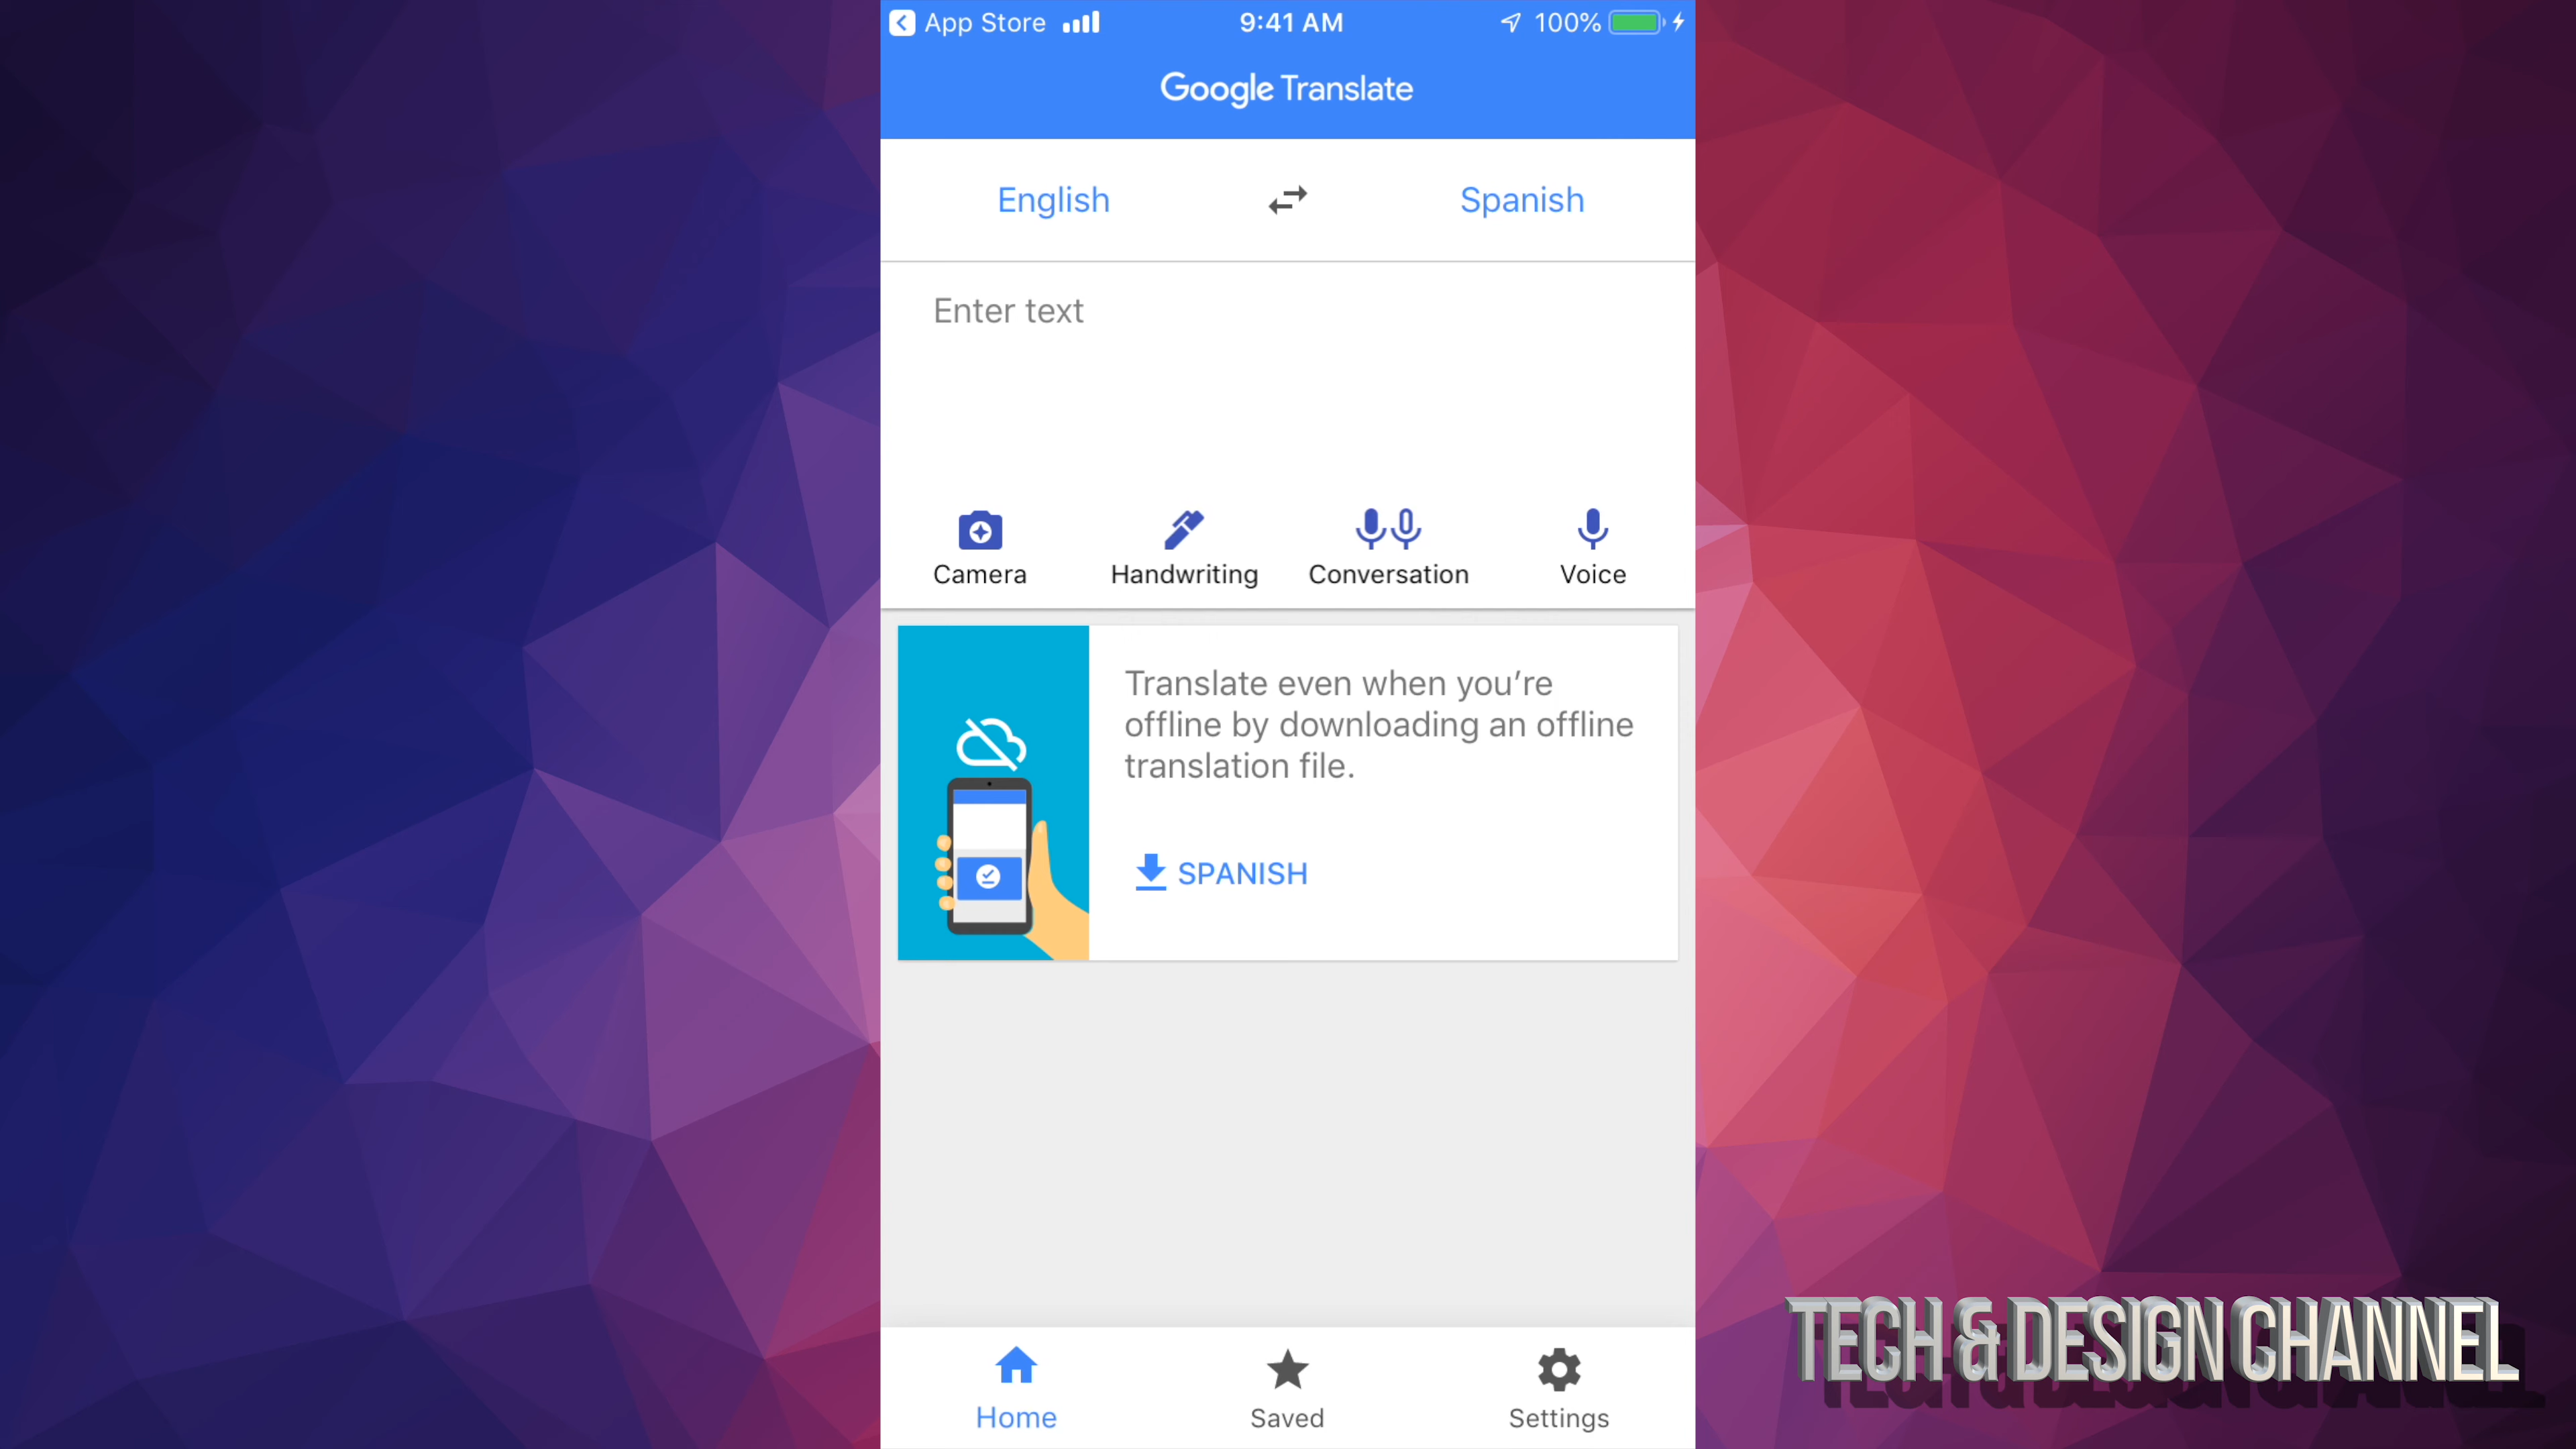 App Store 9:41 AM 100%
Google Translate
English Spanish
Enter text
Camera Handwriting Conversation Voice
Translate even when you’re
offline by downloading an offline
translation file.
SPANISH
Home Saved Settings
TECH & DESIGN CHANNEL